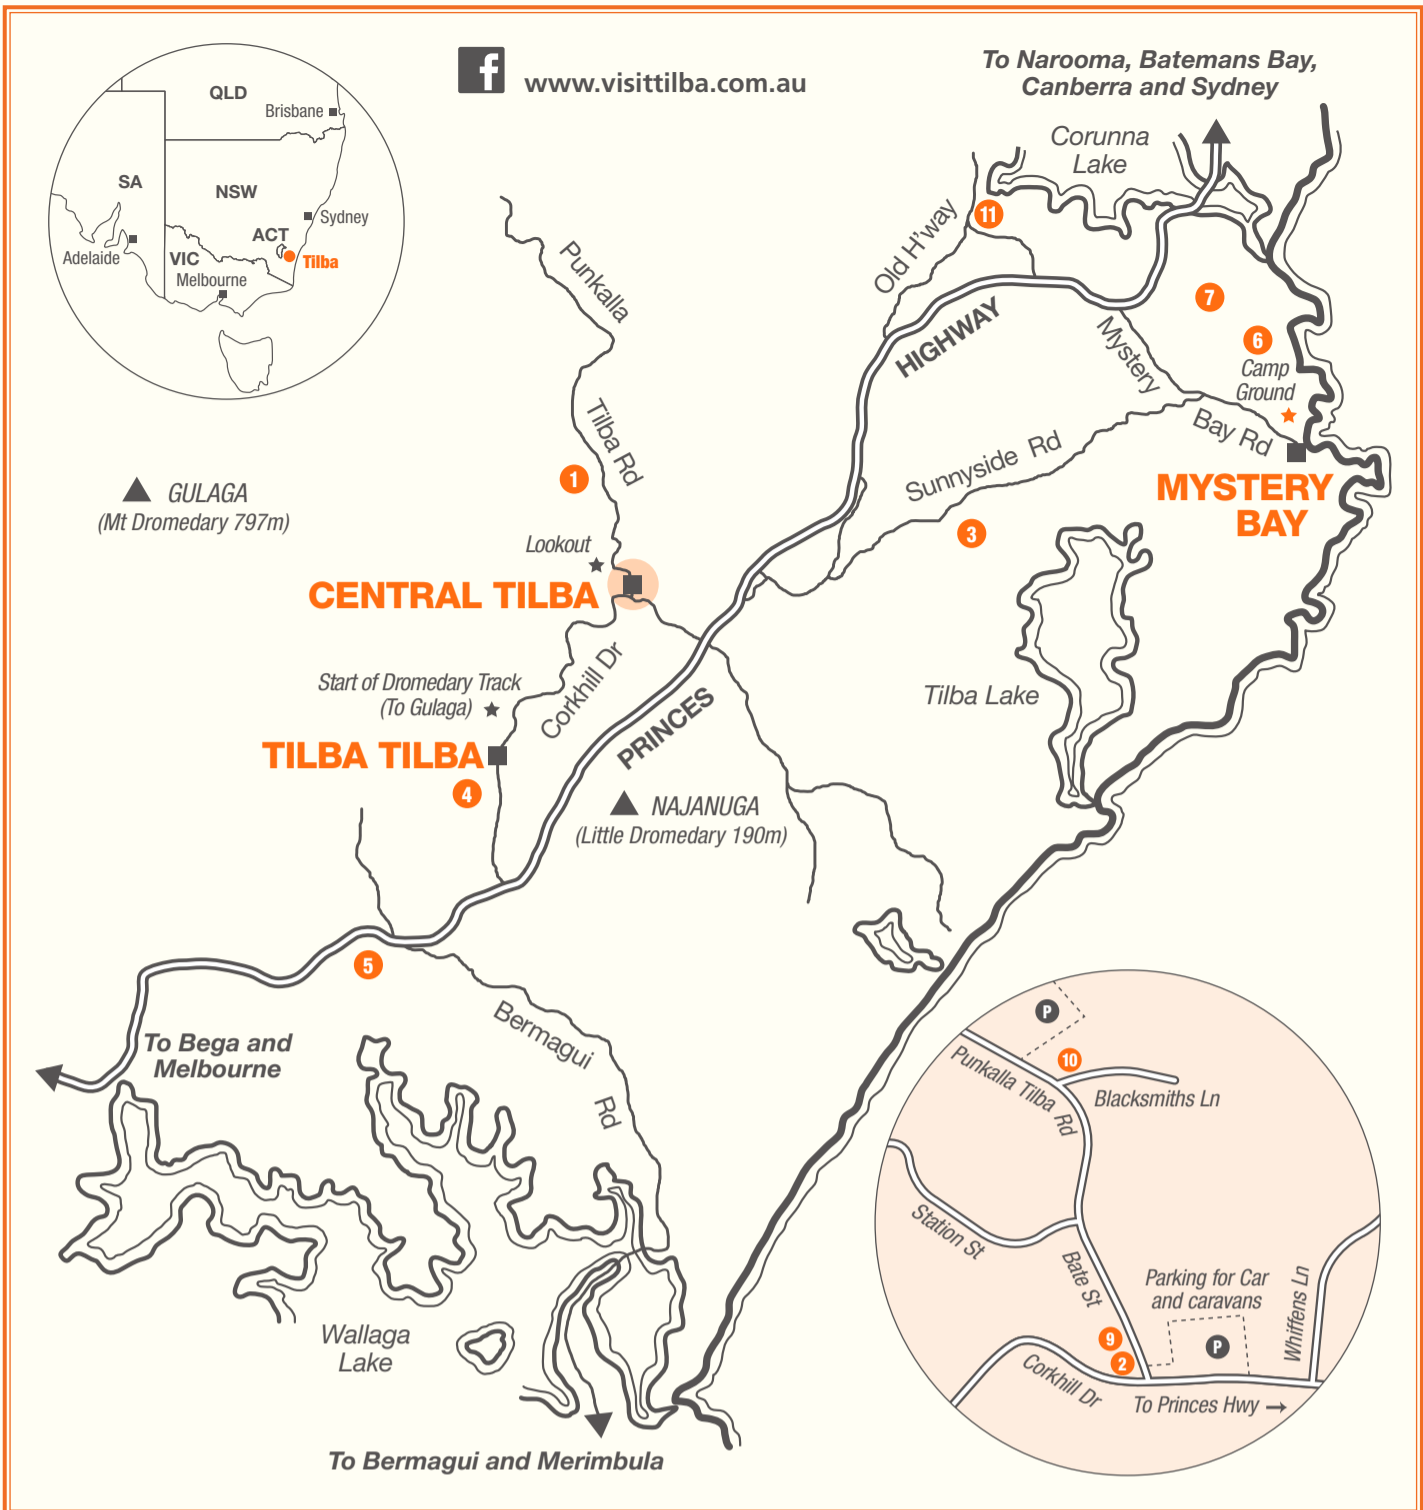 f www.visittilba.com.au
To Narooma, Batemans Bay,
Canberra and Sydney
QLD
Brisbane
SA
NSW
Sydney
ACT
Adelaide
VIC
Tilba
Melbourne
Corunna
Lake
11
Old H'way
Punkalla
Tilba Rd
7
6
Camp
Ground
HIGHWAY
Mystery
Bay Rd
Sunnyside Rd
MYSTERY
BAY
1
GULAGA
(Mt Dromedary 797m)
3
Lookout
CENTRAL TILBA
Start of Dromedary Track
(To Gulaga)
Corkhill Dr
Tilba Lake
PRINCES
TILBA TILBA
4
NAJANUGA
(Little Dromedary 190m)
5
Bermagui
Rd
To Bega and
Melbourne
Wallaga
Lake
To Bermagui and Merimbula
P
10
Punkalla Tilba Rd
Blacksmiths Ln
Station St
Bate St
Parking for Car
and caravans
Whiffens Ln
9
P
2
Corkhill Dr
To Princes Hwy →